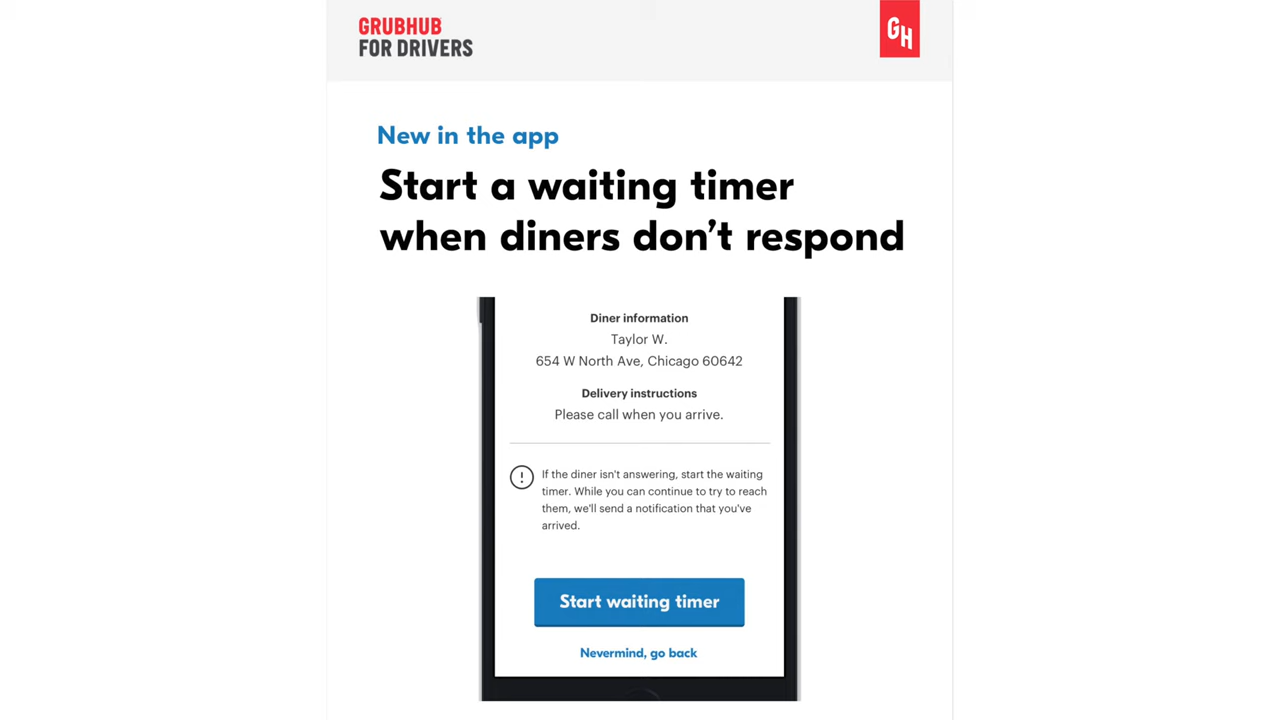 GRUBHUB
FOR DRIVERS
GH
New in the app
Start a waiting timer
when diners don’t respond
Diner information
Taylor W.
654 W North Ave, Chicago 60642
Delivery instructions
Please call when you arrive.
If the diner isn't answering, start the waiting
timer. While you can continue to try to reach
them, we'll send a notification that you've
arrived.
Start waiting timer
Nevermind, go back